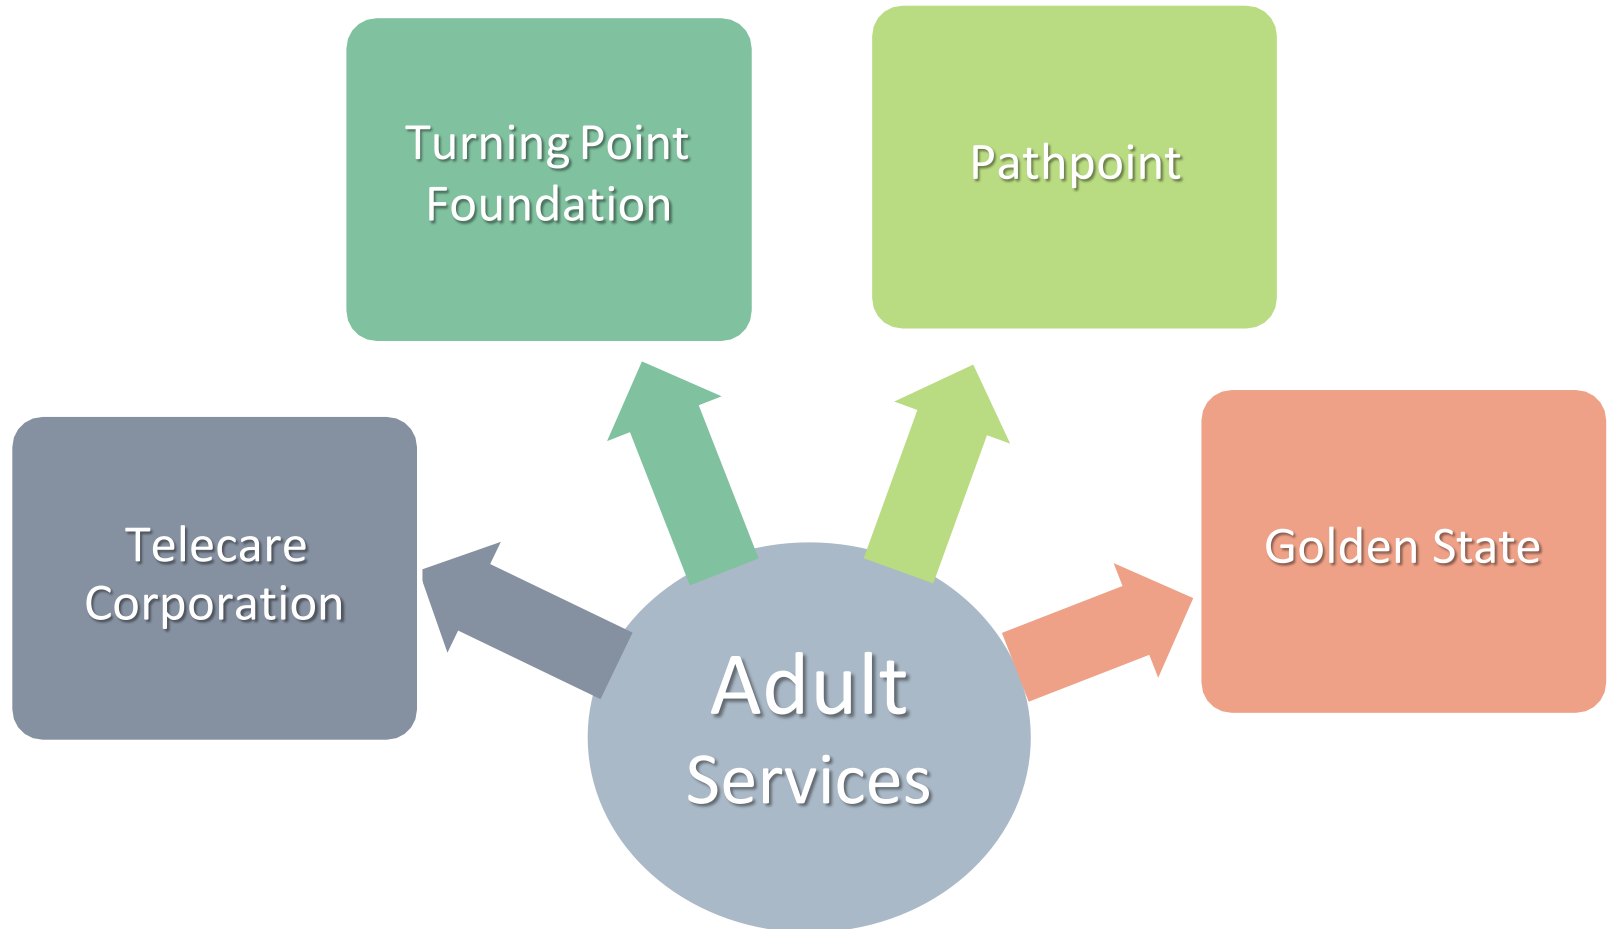 Turning Point
Foundation
Pathpoint
Telecare
Corporation
Golden State
Adult
Services